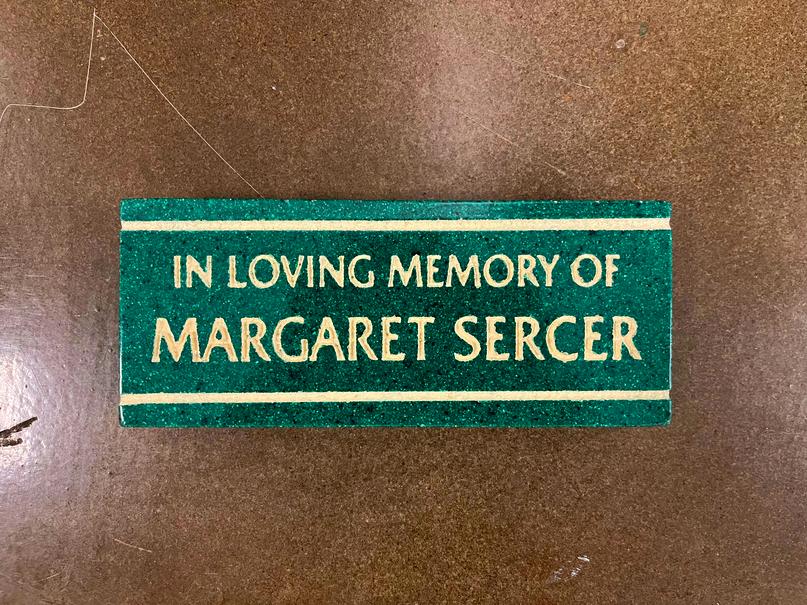 IN LOVING MEMORY OF
MARGARET SERCER